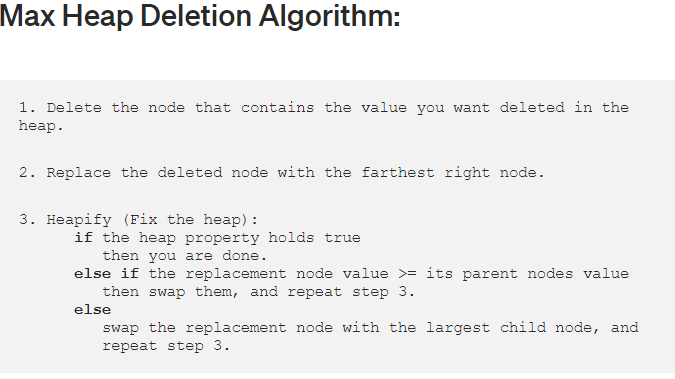 Max Heap Deletion Algorithm:
1. Delete the node that contains the value you want deleted in the
heap.
2. Replace the deleted node with the farthest right node.
3. Heapify (Fix the heap):
if the heap property holds true
then you are done.
else if the replacement node value >= its parent nodes value
then swap them, and repeat step 3.
else
swap the replacement node with the largest child node, and
repeat step 3.